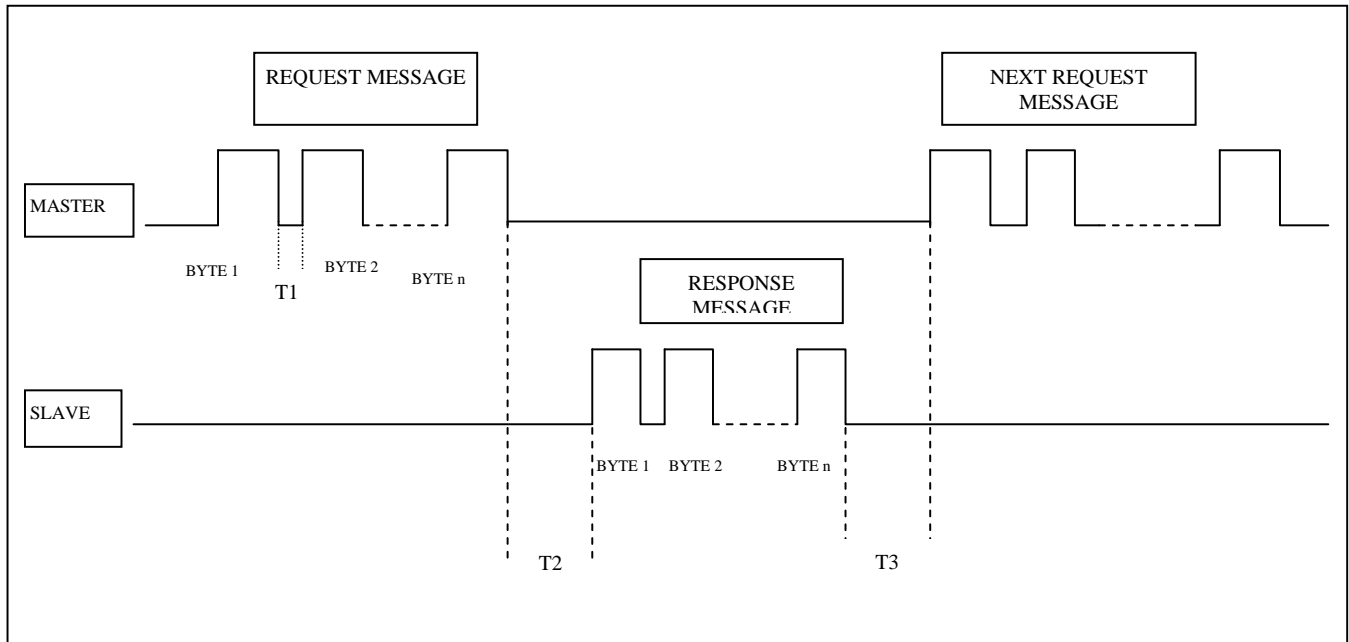 REQUEST MESSAGE
NEXT REQUEST
MESSAGE
MASTER
BYTE 1
T1
BYTE 2
BYTE n
RESPONSE
MESSAGE
SLAVE
BYTE 1
BYTE 2
BYTE n
T2
T3